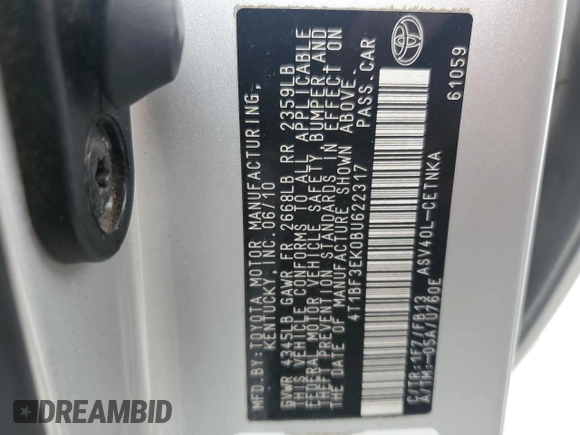 MFD.BY:TOYOTA MOTOR MANUFACTURING,
KENTUCKY, INC. 06/10
GVWR 4345LB GAWR FR 2668LB RR 2359LB
THIS VEHICLE CONFORMS TO ALL APPLICABLE
FEDERAL MOTOR VEHICLE SAFETY, BUMPER AND
THEFT PREVENTION STANDARDS IN EFFECT ON
THE DATE OF MANUFACTURE SHOWN ABOVE.
4T1BF3EK0BU622317 PASS.CAR
C/TR:1F7/FB13 ASV40L-CETNKA
A/TM:-05A/U760E 61059
DREAMBID